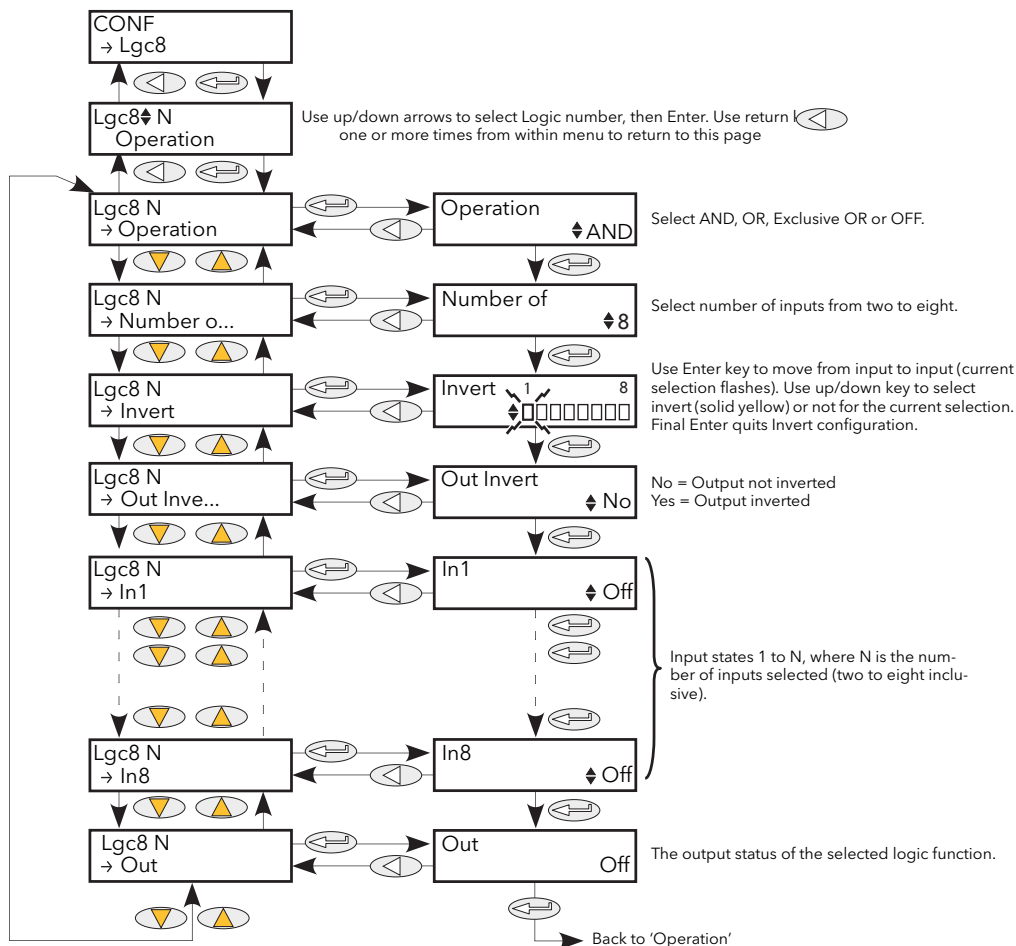 CONF
→ Lgc8
Lgc8 N
Operation
Use up/down arrows to select Logic number, then Enter. Use return
one or more times from within menu to return to this page
Lgc8 N
→ Operation
Operation
AND
Select AND, OR, Exclusive OR or OFF.
Lgc8 N
→ Number o...
Number of
8
Select number of inputs from two to eight.
Lgc8 N
→ Invert
Invert 1 8
Use Enter key to move from input to input (current
selection flashes). Use up/down key to select
invert (solid yellow) or not for the current selection.
Final Enter quits Invert configuration.
Lgc8 N
→ Out Inve...
Out Invert
No
No = Output not inverted
Yes = Output inverted
Lgc8 N
→ In1
In1
Off
Input states 1 to N, where N is the num-
ber of inputs selected (two to eight inclu-
sive).
Lgc8 N
→ In8
In8
Off
Lgc8 N
→ Out
Out
Off
The output status of the selected logic function.
Back to ‘Operation’